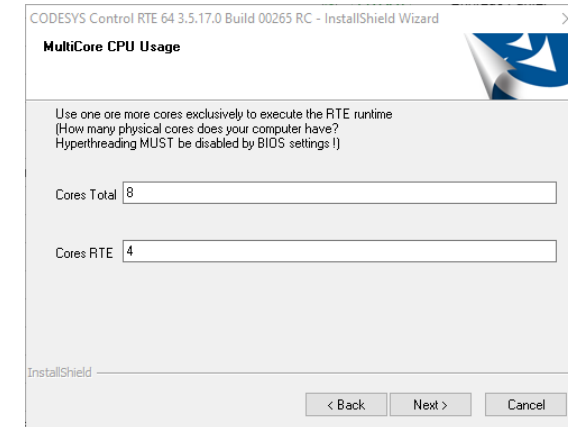 CODESYS Control RTE 64 3.5.17.0 Build 00265 RC - InstallShield Wizard
MultiCore CPU Usage
Use one ore more cores exclusively to execute the RTE runtime
(How many physical cores does your computer have?
Hyperthreading MUST be disabled by BIOS settings !)
Cores Total 8
Cores RTE 4
InstallShield
< Back Next > Cancel